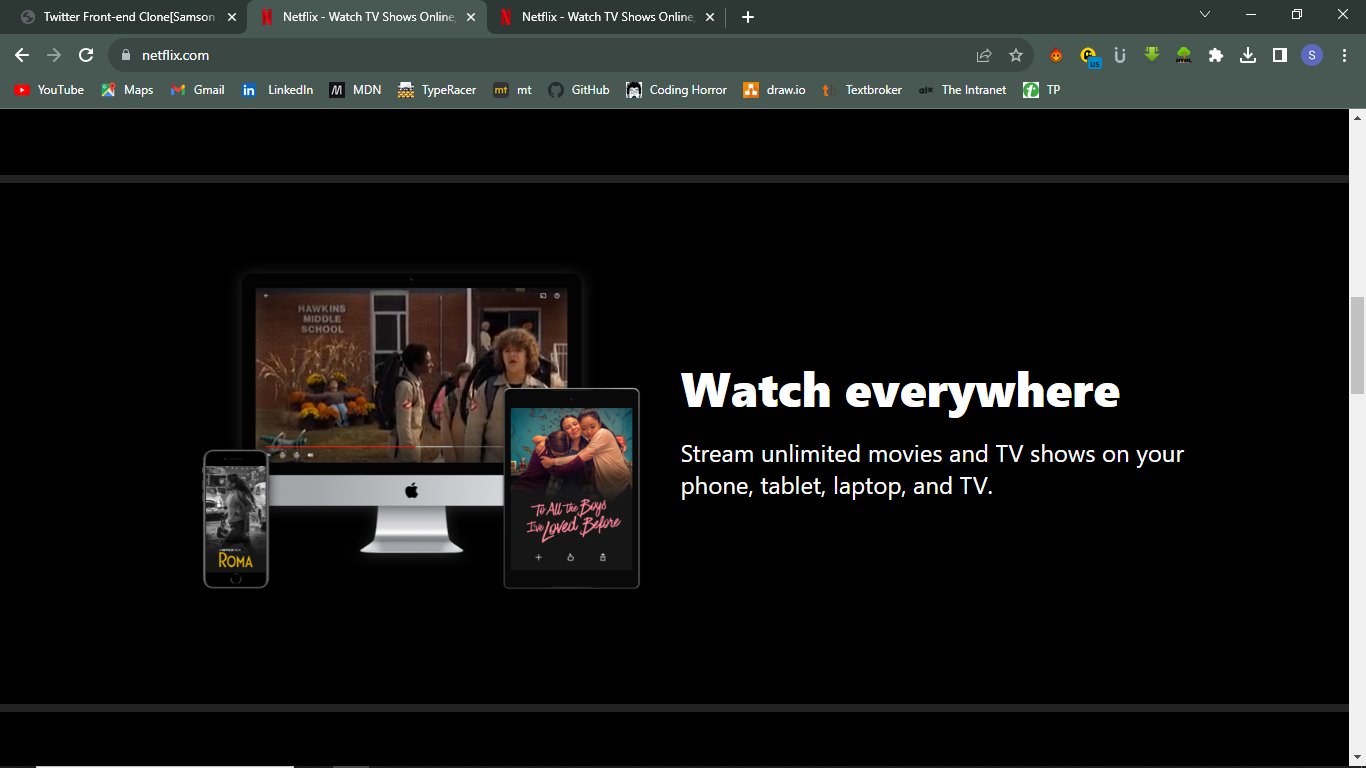 Twitter Front-end Clone[Samson
Netflix - Watch TV Shows Online,
Netflix - Watch TV Shows Online,
netflix.com
us
S
YouTube
Maps
Gmail
LinkedIn
MDN
TypeRacer
mt mt
GitHub
Coding Horror
draw.io
Textbroker
alx The Intranet
TP
HAWKINS
MIDDLE
SCHOOL
Watch everywhere
Stream unlimited movies and TV shows on your
phone, tablet, laptop, and TV.
To All the Boys
I've Loved Before
ROMA